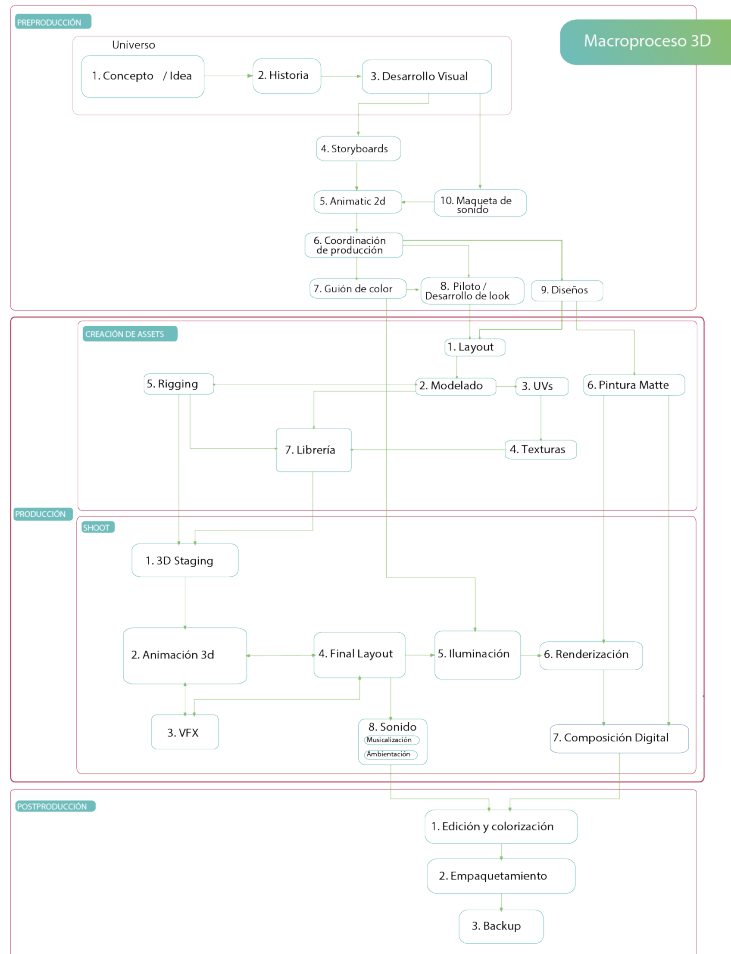 PREPRODUCCIÓN
Macroproceso 3D
Universo
1. Concepto / Idea
2. Historia
3. Desarrollo Visual
4. Storyboards
5. Animatic 2d
10. Maqueta de
sonido
6. Coordinación
de producción
7. Guión de color
8. Piloto /
Desarrollo de look
9. Diseños
CREACIÓN DE ASSETS
1. Layout
5. Rigging
2. Modelado
3. UVs
6. Pintura Matte
7. Librería
4. Texturas
PRODUCCIÓN
SHOOT
1. 3D Staging
2. Animación 3d
4. Final Layout
5. Iluminación
6. Renderización
3. VFX
8. Sonido
Musicalización
Ambientación
7. Composición Digital
POSTPRODUCCIÓN
1. Edición y colorización
2. Empaquetamiento
3. Backup